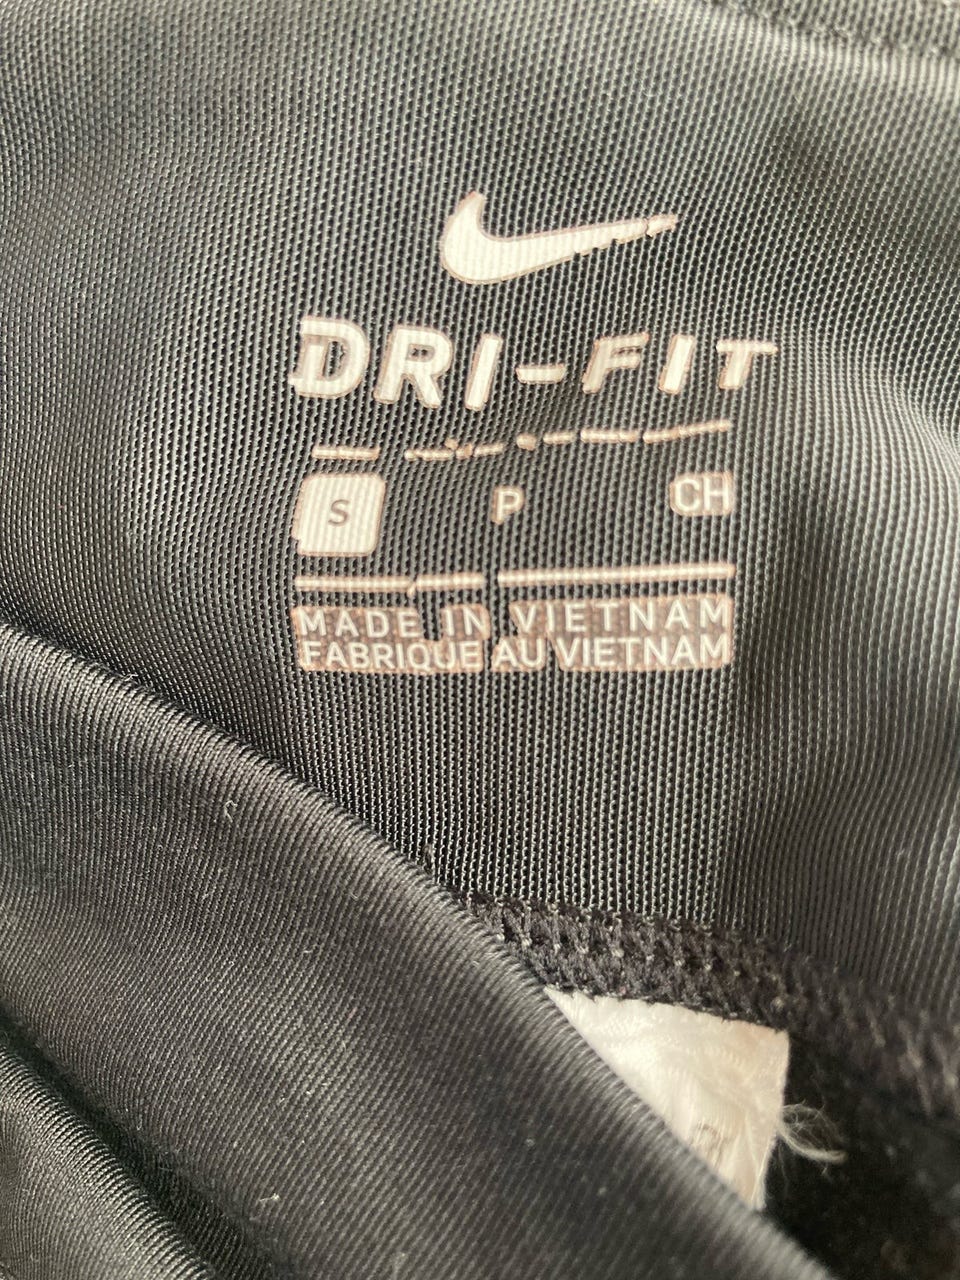 DRI-FIT
S P CH
MADE IN VIETNAM
FABRIQUE AU VIETNAM